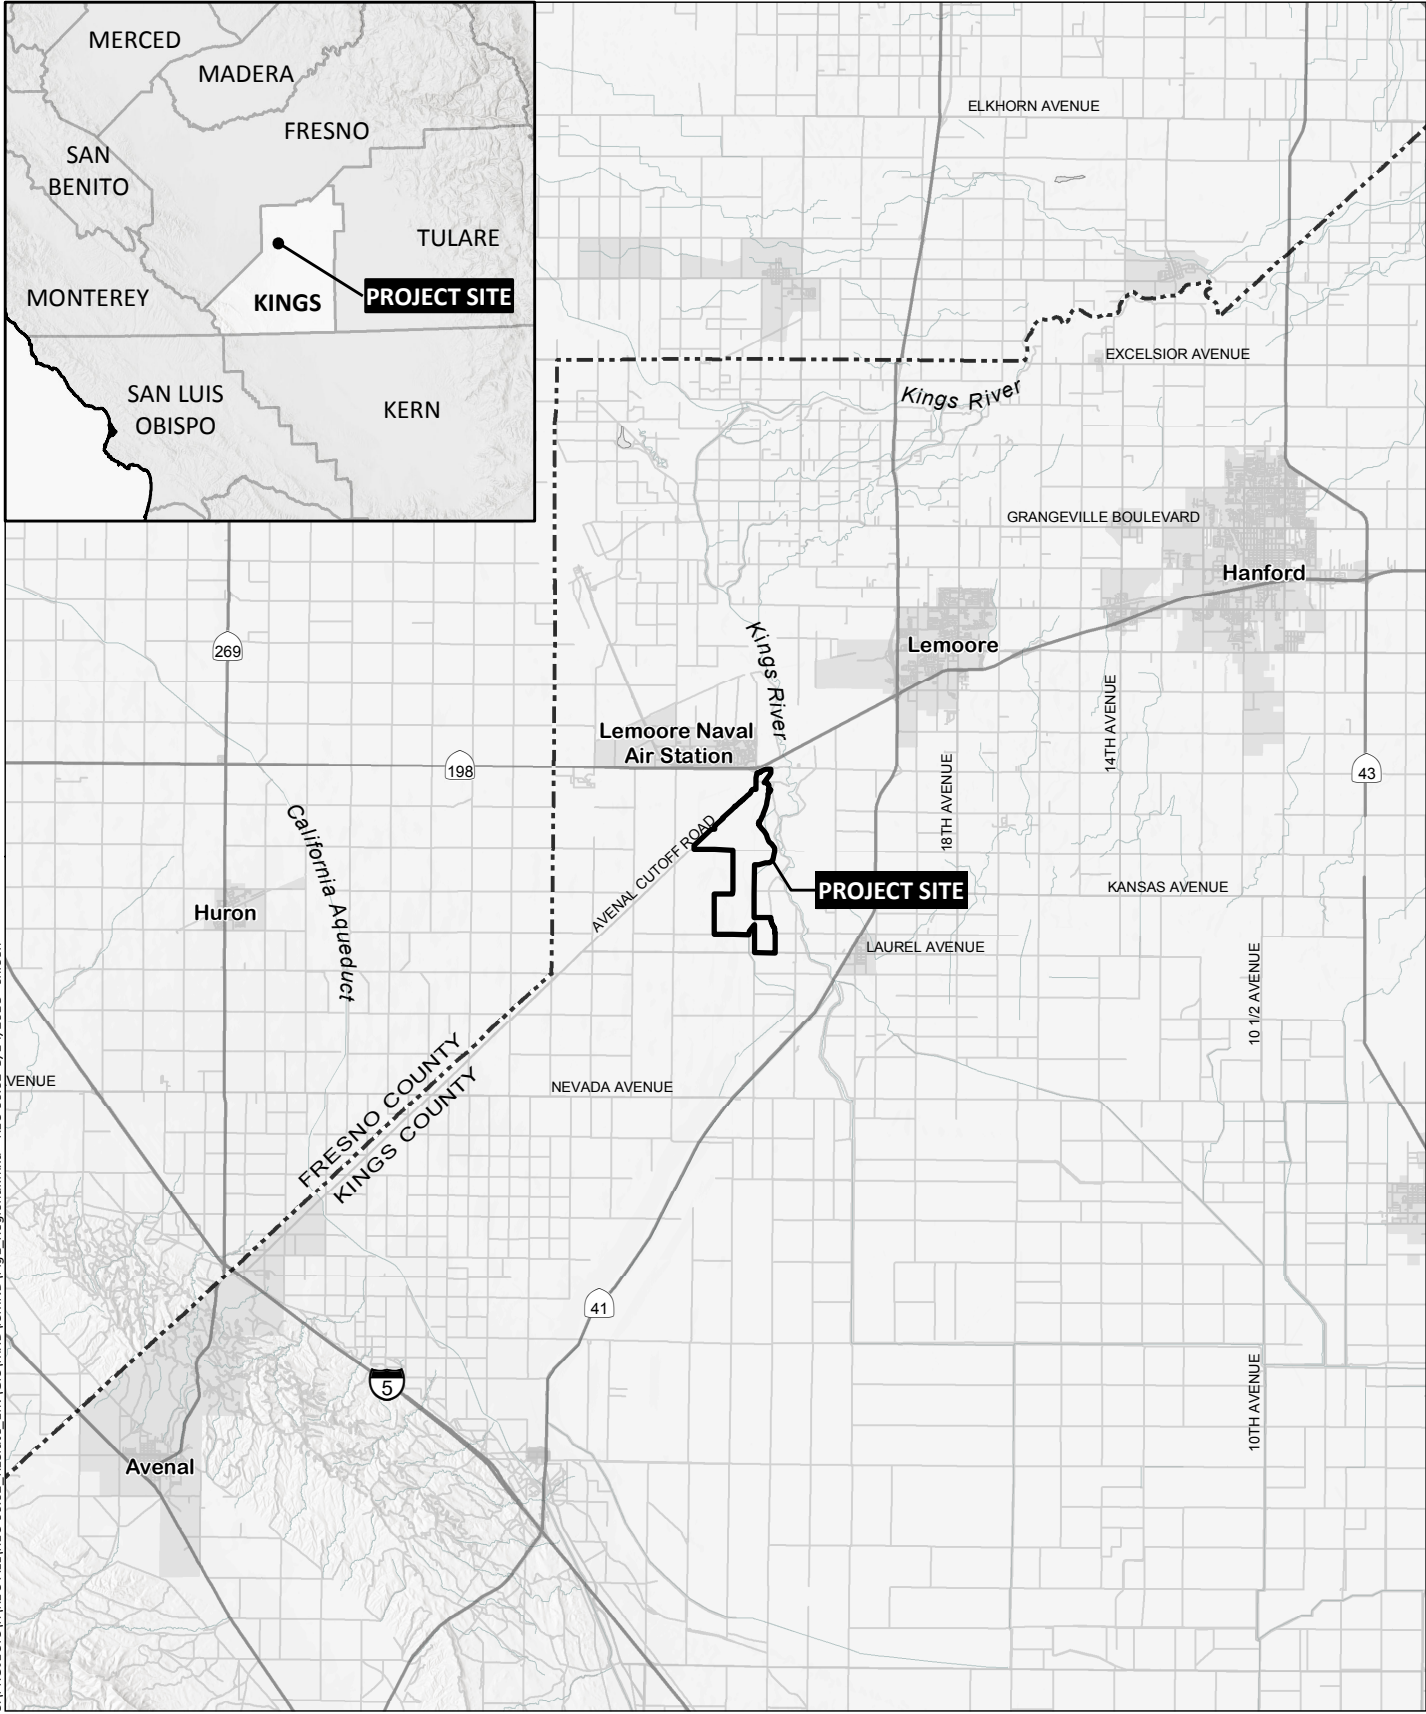 MERCED
MADERA
FRESNO
SAN
BENITO
TULARE
MONTEREY
KINGS
PROJECT SITE
SAN LUIS
OBISPO
KERN
ELKHORN AVENUE
EXCELSIOR AVENUE
Kings River
GRANGEVILLE BOULEVARD
Hanford
Lemoore
269
Kings River
14TH AVENUE
Lemoore Naval
Air Station
198
43
18TH AVENUE
California Aqueduct
AVENAL CUTOFF ROAD
PROJECT SITE
KANSAS AVENUE
Huron
LAUREL AVENUE
10 1/2 AVENUE
FRESNO COUNTY
KINGS COUNTY
VENUE
NEVADA AVENUE
41
5
10TH AVENUE
Avenal